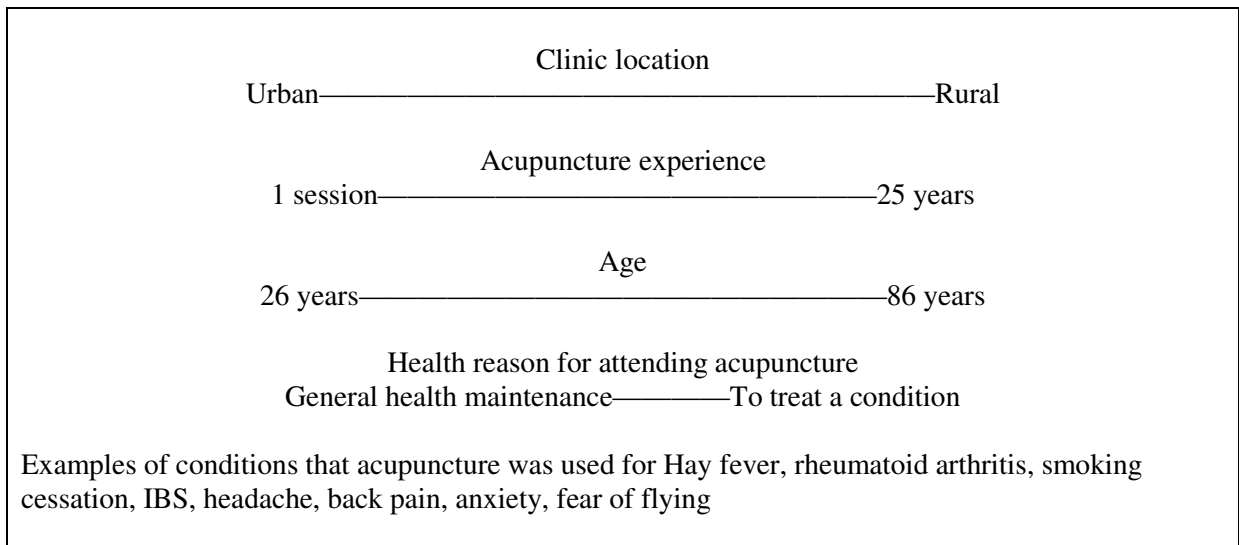 Clinic location
Urban—————————————————————Rural
Acupuncture experience
1 session—————————————————25 years
Age
26 years——————————————————86 years
Health reason for attending acupuncture
General health maintenance————To treat a condition
Examples of conditions that acupuncture was used for Hay fever, rheumatoid arthritis, smoking
cessation, IBS, headache, back pain, anxiety, fear of flying